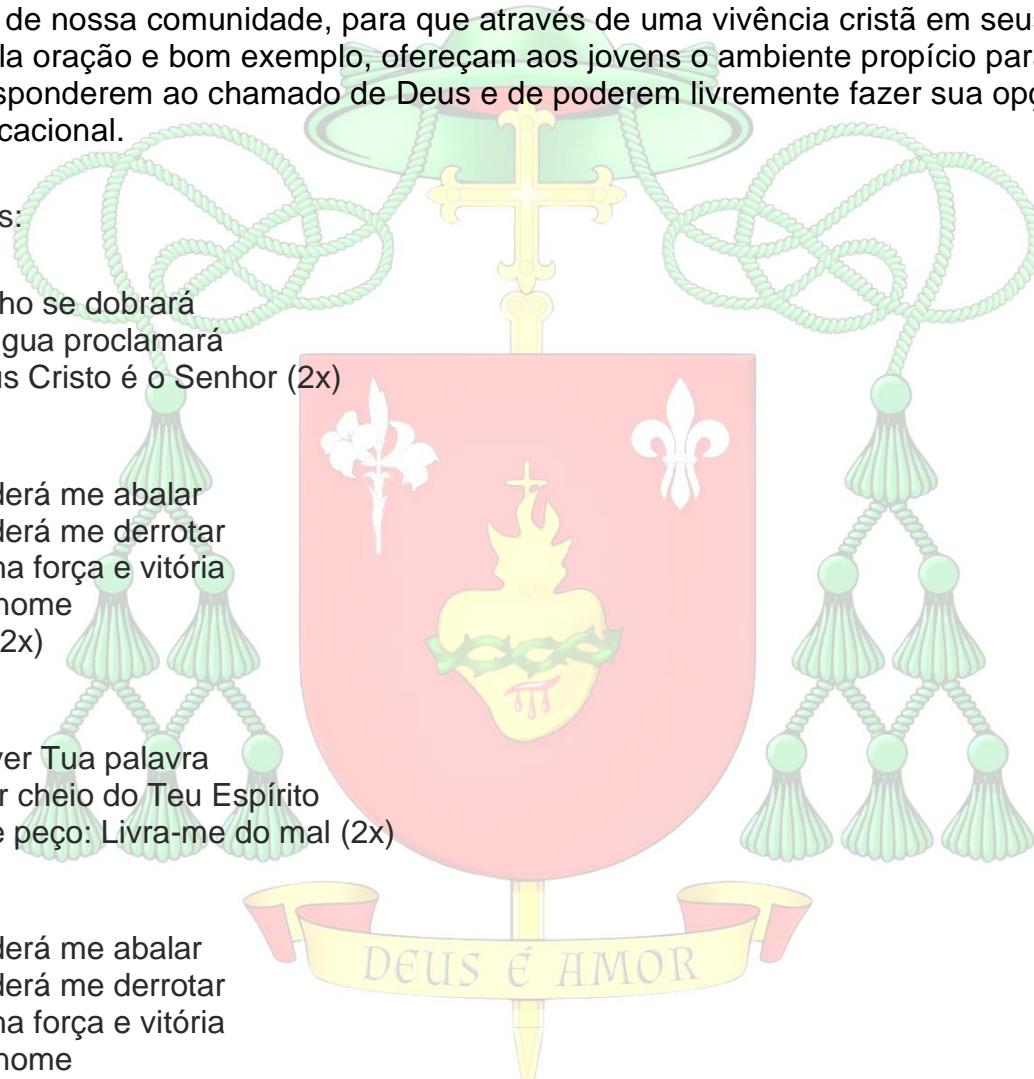 de nossa comunidade, para que através de uma vivência cristã em seu
la oração e bom exemplo, ofereçam aos jovens o ambiente propício para
sponderem ao chamado de Deus e de poderem livremente fazer sua opç
cacional.
s:
ho se dobrará
gua proclamará
us Cristo é o Senhor (2x)
derá me abalar
derá me derrotar
na força e vitória
nome
2x)
ver Tua palavra
r cheio do Teu Espírito
e peço: Livra-me do mal (2x)
derá me abalar
derá me derrotar
na força e vitória
nome
DEUS É AMOR